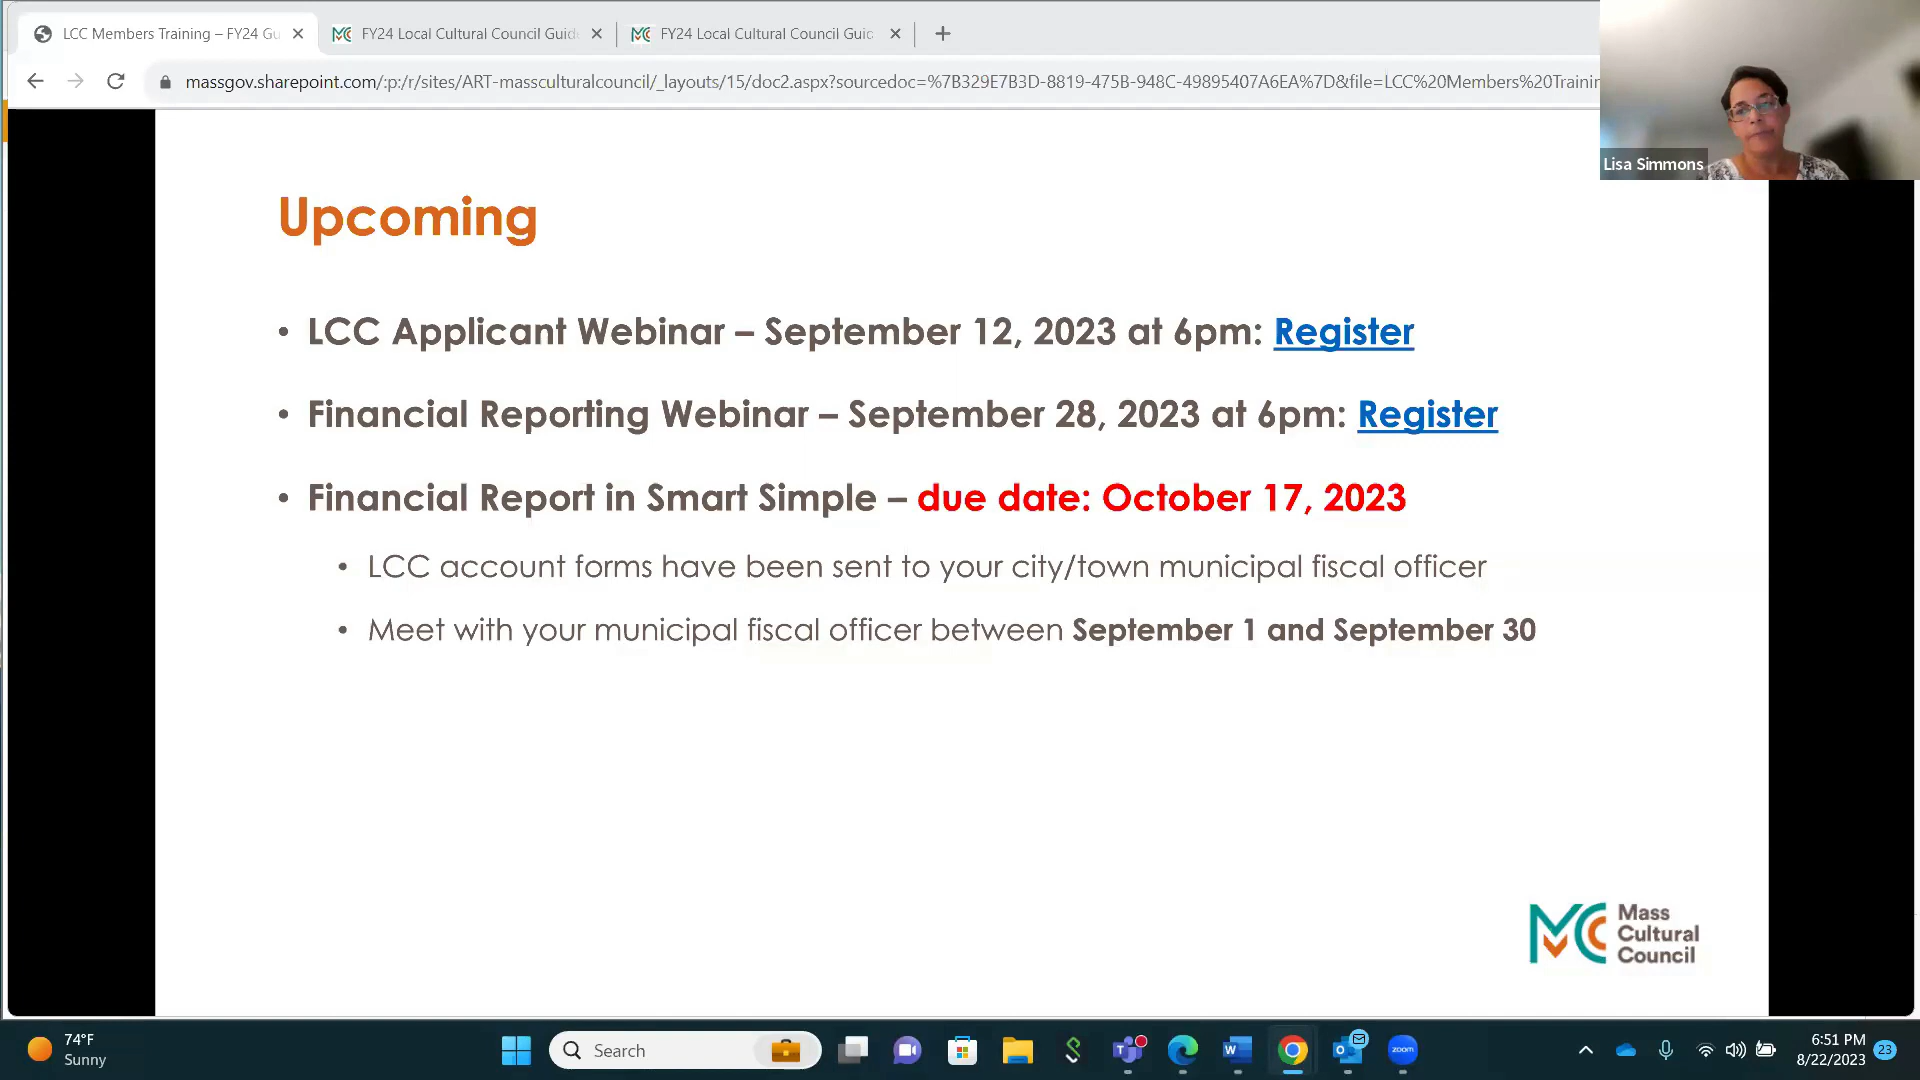 LCC Members Training – FY24 Gu
FY24 Local Cultural Council Guid
FY24 Local Cultural Council Guid
massgov.sharepoint.com/:p:/r/sites/ART-massculturalcouncil/_layouts/15/doc2.aspx?sourcedoc=%7B329E7B3D-8819-475B-948C-49895407A6EA%7D&file=LCC%20Members%20Trainin
Lisa Simmons
Upcoming
• LCC Applicant Webinar – September 12, 2023 at 6pm: Register
• Financial Reporting Webinar – September 28, 2023 at 6pm: Register
• Financial Report in Smart Simple – due date: October 17, 2023
• LCC account forms have been sent to your city/town municipal fiscal officer
• Meet with your municipal fiscal officer between September 1 and September 30
Mass
Cultural
Council
74°F
Sunny
Search
zoom
6:51 PM
8/22/2023
23